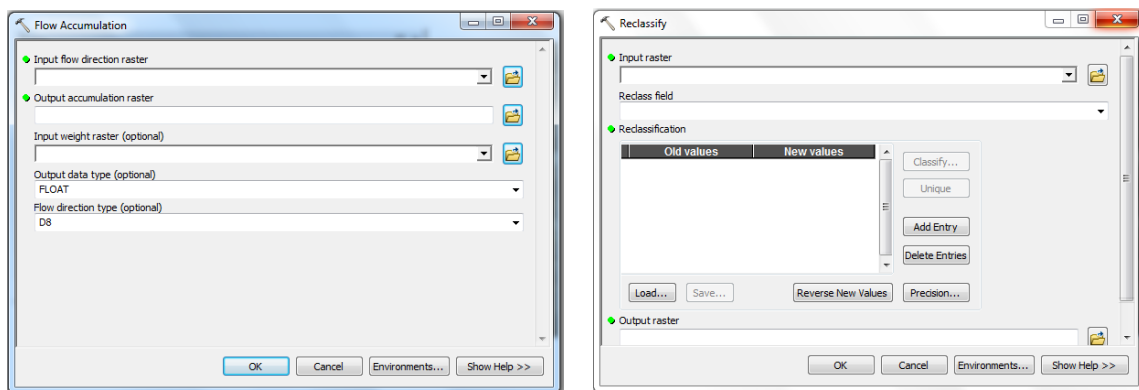 Flow Accumulation
Input flow direction raster
Output accumulation raster
Input weight raster (optional)
Output data type (optional)
FLOAT
Flow direction type (optional)
D8
OK Cancel Environments... Show Help >>
Reclassify
Input raster
Reclass field
Reclassification
Old values New values
Classify...
Unique
Add Entry
Delete Entries
Load... Save... Reverse New Values Precision...
Output raster
OK Cancel Environments... Show Help >>